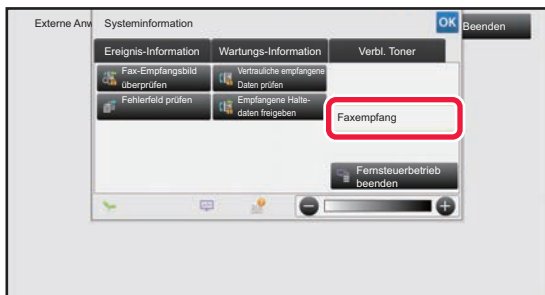 Externe Anw
Systeminformation
OK
Beenden
Ereignis-Information
Wartungs-Information
Verbl. Toner
Fax-Empfangsbild
überprüfen
Vertrauliche empfangene
Daten prüfen
Fehlerfeld prüfen
Empfangene Halte-
daten freigeben
Faxempfang
Fernsteuerbetrieb
beenden